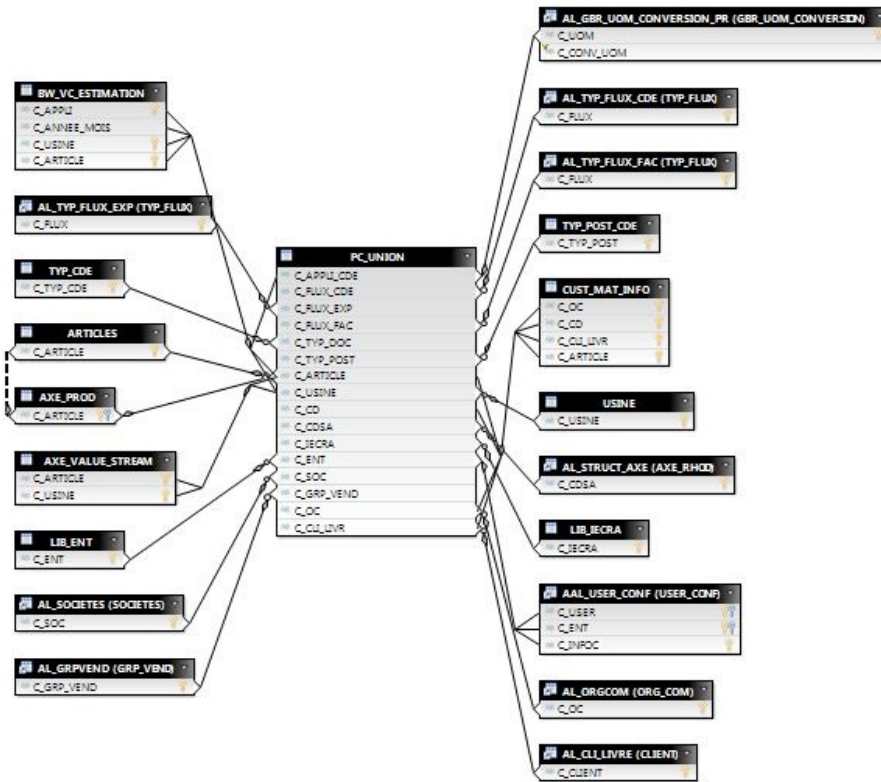 BW_VC_ESTIMATION
C_APPLI
C_ANNEE_MOIS
C_USINE
C_ARTICLE
AL_TYP_FLUX_EXP (TYP_FLUX)
C_FLUX
TYP_CDE
C_TYP_CDE
ARTICLES
C_ARTICLE
AXE_PROD
C_ARTICLE
AXE_VALUE_STREAM
C_ARTICLE
C_USINE
LIB_ENT
C_ENT
AL_SOCIETES (SOCIETES)
C_SOC
AL_GRPVEND (GRP_VEND)
C_GRP_VEND
PC_UNION
C_APPLI_CDE
C_FLUX_CDE
C_FLUX_EXP
C_FLUX_FAC
C_TYP_DOC
C_TYP_POST
C_ARTICLE
C_USINE
C_CD
C_CDSA
C_IECRA
C_ENT
C_SOC
C_GRP_VEND
C_OC
C_CLI_LIVR
AL_GBR_UOM_CONVERSION_PR (GBR_UOM_CONVERSION)
C_UOM
C_CONV_UOM
AL_TYP_FLUX_CDE (TYP_FLUX)
C_FLUX
AL_TYP_FLUX_FAC (TYP_FLUX)
C_FLUX
TYP_POST_CDE
C_TYP_POST
CUST_MAT_INFO
C_OC
C_CD
C_CLI_LIVR
C_ARTICLE
USINE
C_USINE
AL_STRUCT_AXE (AXE_RHOD)
C_CDSA
LIB_IECRA
C_IECRA
AAL_USER_CONF (USER_CONF)
C_USER
C_ENT
C_INFOC
AL_ORGCOM (ORG_COM)
C_OC
AL_CLI_LIVRE (CLIENT)
C_CLIENT